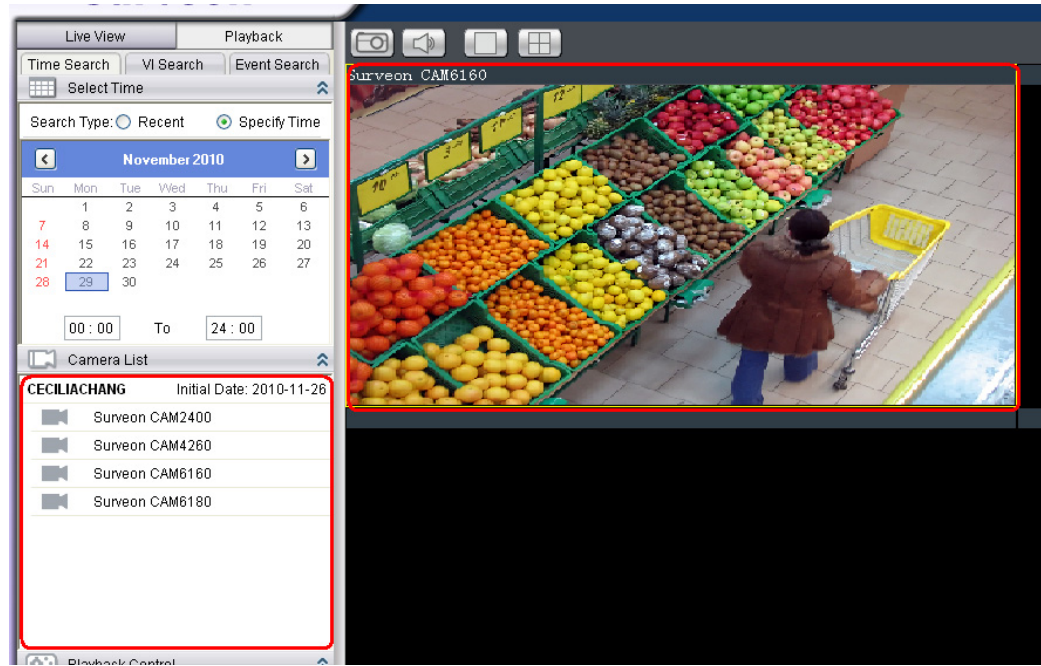 Live View Playback
Time Search VI Search Event Search
Select Time
Search Type: Recent Specify Time
November 2010
Sun Mon Tue Wed Thu Fri Sat
1 2 3 4 5 6
7 8 9 10 11 12 13
14 15 16 17 18 19 20
21 22 23 24 25 26 27
28 29 30
00 : 00 To 24 : 00
Camera List
CECILIACHANG Initial Date: 2010-11-26
Surveon CAM2400
Surveon CAM4260
Surveon CAM6160
Surveon CAM6180
Playback Control
Surveon CAM6160